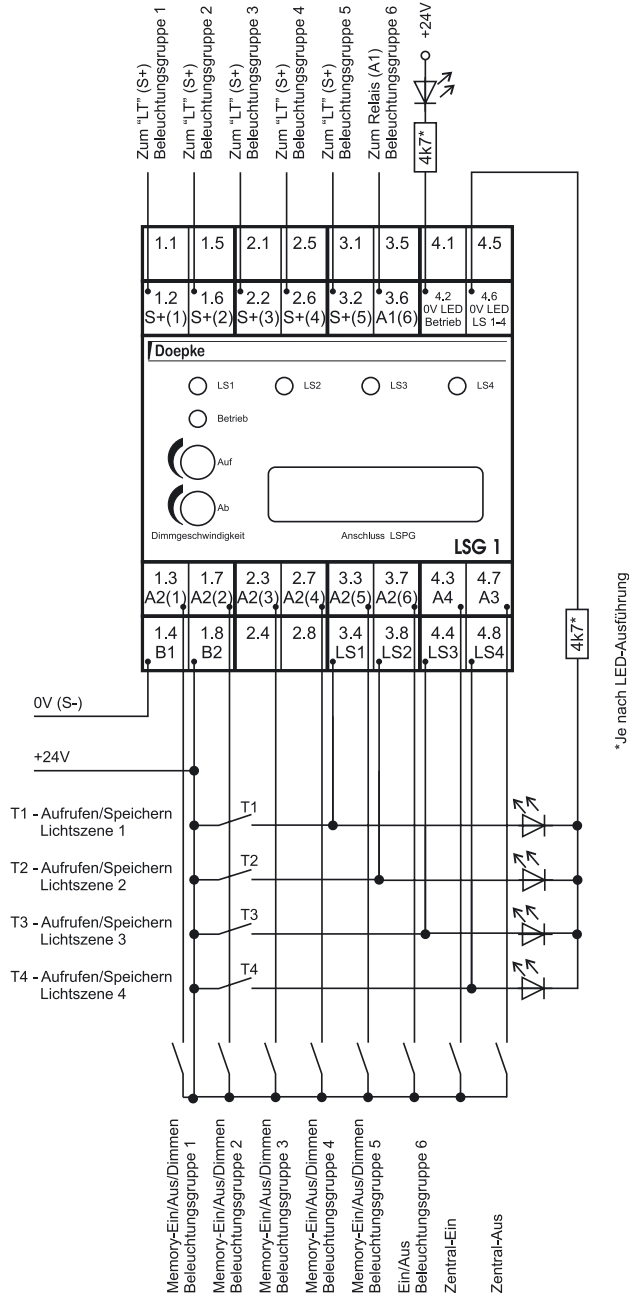 Zum "LT" (S+)
Beleuchtungsgruppe 1
Zum "LT" (S+)
Beleuchtungsgruppe 2
Zum "LT" (S+)
Beleuchtungsgruppe 3
Zum "LT" (S+)
Beleuchtungsgruppe 4
Zum "LT" (S+)
Beleuchtungsgruppe 5
Zum Relais (A1)
Beleuchtungsgruppe 6
+24V
4k7*
1.1 1.5 2.1 2.5 3.1 3.5 4.1 4.5
1.2 1.6 2.2 2.6 3.2 3.6 4.2 4.6
S+(1) S+(2) S+(3) S+(4) S+(5) A1(6) 0V LED 0V LED
Betrieb LS 1-4
Doepke
LS1 LS2 LS3 LS4
Betrieb
Auf
Ab
Dimmgeschwindigkeit Anschluss LSPG
LSG 1
1.3 1.7 2.3 2.7 3.3 3.7 4.3 4.7
A2(1) A2(2) A2(3) A2(4) A2(5) A2(6) A4 A3
1.4 1.8 2.4 2.8 3.4 3.8 4.4 4.8
B1 B2 LS1 LS2 LS3 LS4
4k7*
*Je nach LED-Ausführung
0V (S-)
+24V
T1 - Aufrufen/Speichern T1
Lichtszene 1
T2 - Aufrufen/Speichern T2
Lichtszene 2
T3 - Aufrufen/Speichern T3
Lichtszene 3
T4 - Aufrufen/Speichern T4
Lichtszene 4
Memory-Ein/Aus/Dimmen
Beleuchtungsgruppe 1
Memory-Ein/Aus/Dimmen
Beleuchtungsgruppe 2
Memory-Ein/Aus/Dimmen
Beleuchtungsgruppe 3
Memory-Ein/Aus/Dimmen
Beleuchtungsgruppe 4
Memory-Ein/Aus/Dimmen
Beleuchtungsgruppe 5
Ein/Aus
Beleuchtungsgruppe 6
Zentral-Ein
Zentral-Aus